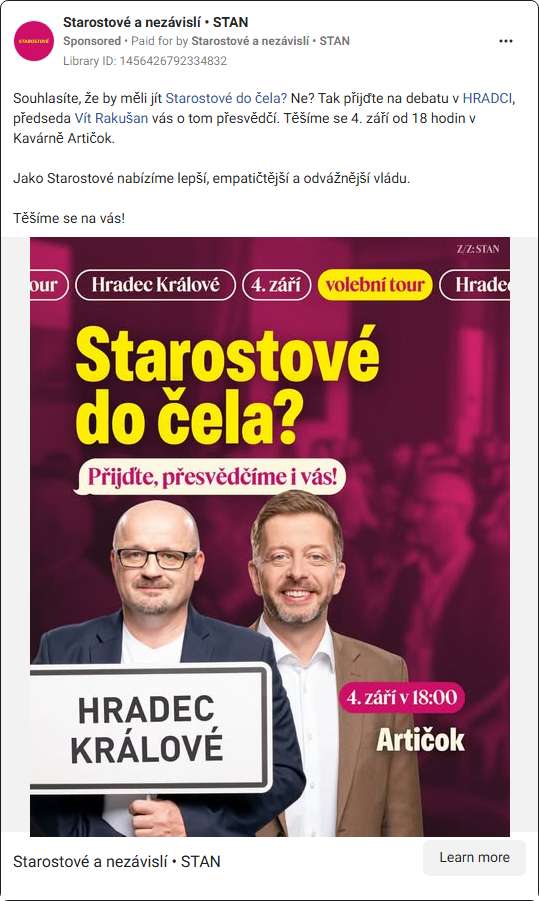 Starostové a nezávislí • STAN
STAROSTOVÉ
Sponsored • Paid for by Starostové a nezávislí • STAN
Library ID: 1456426792334832
Souhlasíte, že by měli jít Starostové do čela? Ne? Tak přijďte na debatu v HRADCI,
předseda Vít Rakušan vás o tom přesvědčí. Těšíme se 4. září od 18 hodin v
Kavárně Artičok.
Jako Starostové nabízíme lepší, empatičtější a odvážnější vládu.
Těšíme se na vás!
Z/Z: STAN
our Hradec Králové 4. září volební tour Hradec
Starostové
do čela?
Přijďte, přesvědčíme i vás!
HRADEC
KRÁLOVÉ
4. září v 18:00
Artičok
Starostové a nezávislí • STAN
Learn more